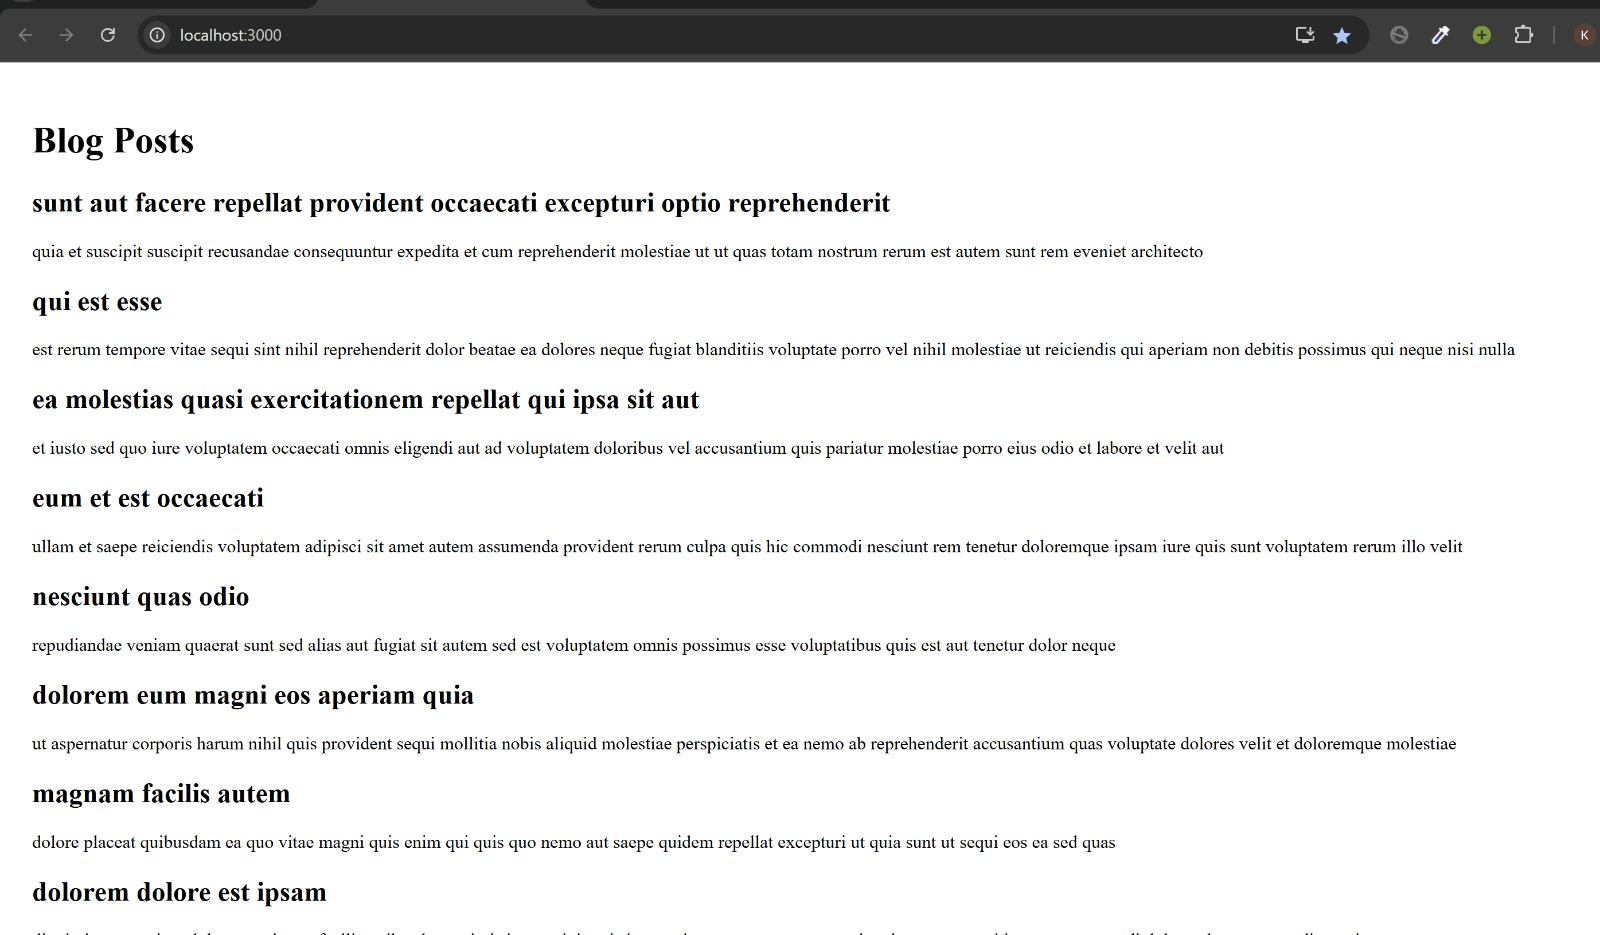 localhost:3000
K
Blog Posts
sunt aut facere repellat provident occaecati excepturi optio reprehenderit
quia et suscipit suscipit recusandae consequuntur expedita et cum reprehenderit molestiae ut ut quas totam nostrum rerum est autem sunt rem eveniet architecto
qui est esse
est rerum tempore vitae sequi sint nihil reprehenderit dolor beatae ea dolores neque fugiat blanditiis voluptate porro vel nihil molestiae ut reiciendis qui aperiam non debitis possimus qui neque nisi nulla
ea molestias quasi exercitationem repellat qui ipsa sit aut
et iusto sed quo iure voluptatem occaecati omnis eligendi aut ad voluptatem doloribus vel accusantium quis pariatur molestiae porro eius odio et labore et velit aut
eum et est occaecati
ullam et saepe reiciendis voluptatem adipisci sit amet autem assumenda provident rerum culpa quis hic commodi nesciunt rem tenetur doloremque ipsam iure quis sunt voluptatem rerum illo velit
nesciunt quas odio
repudiandae veniam quaerat sunt sed alias aut fugiat sit autem sed est voluptatem omnis possimus esse voluptatibus quis est aut tenetur dolor neque
dolorem eum magni eos aperiam quia
ut aspernatur corporis harum nihil quis provident sequi mollitia nobis aliquid molestiae perspiciatis et ea nemo ab reprehenderit accusantium quas voluptate dolores velit et doloremque molestiae
magnam facilis autem
dolore placeat quibusdam ea quo vitae magni quis enim qui quis quo nemo aut saepe quidem repellat excepturi ut quia sunt ut sequi eos ea sed quas
dolorem dolore est ipsam